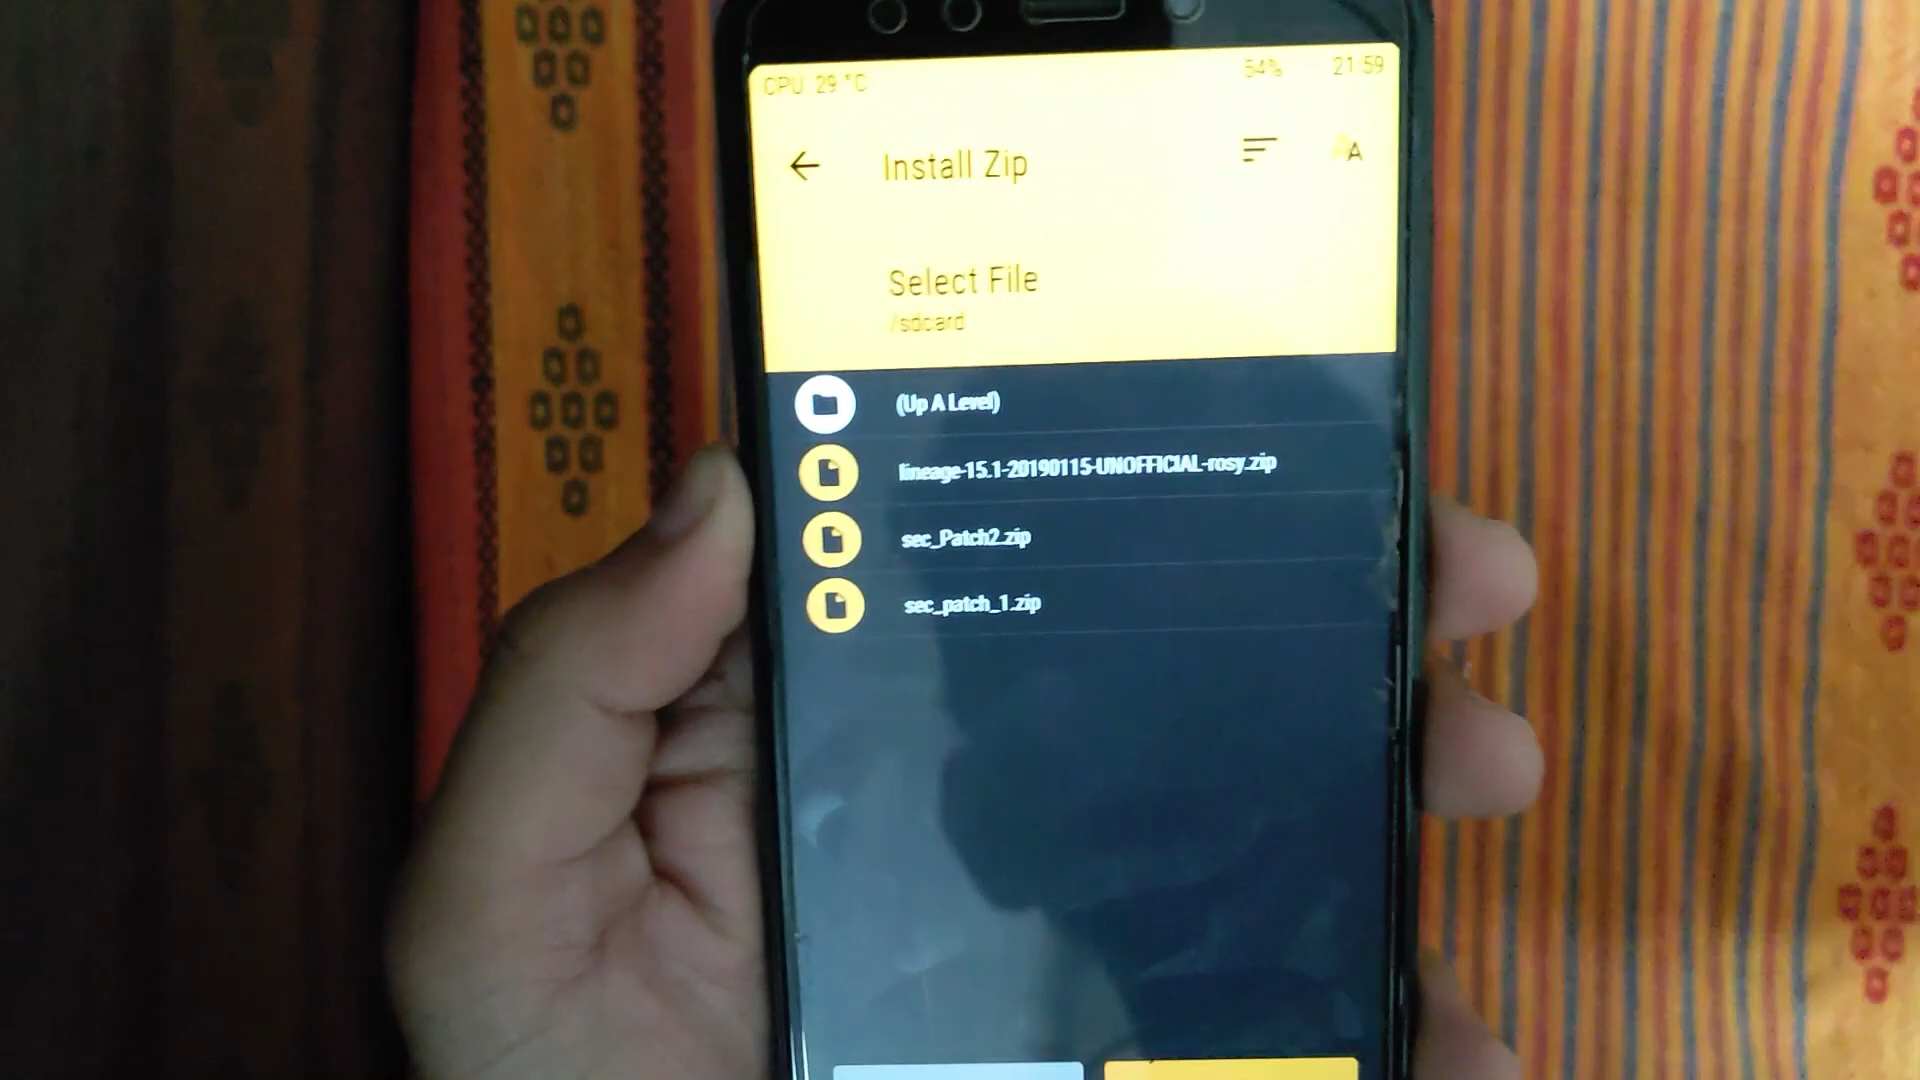 CPU 29 °C 54% 21:59
Install Zip
A
Select File
/sdcard
(Up A Level)
lineage-15.1-20190115-UNOFFICIAL-rosy.zip
sec_Patch2.zip
sec_patch_1.zip